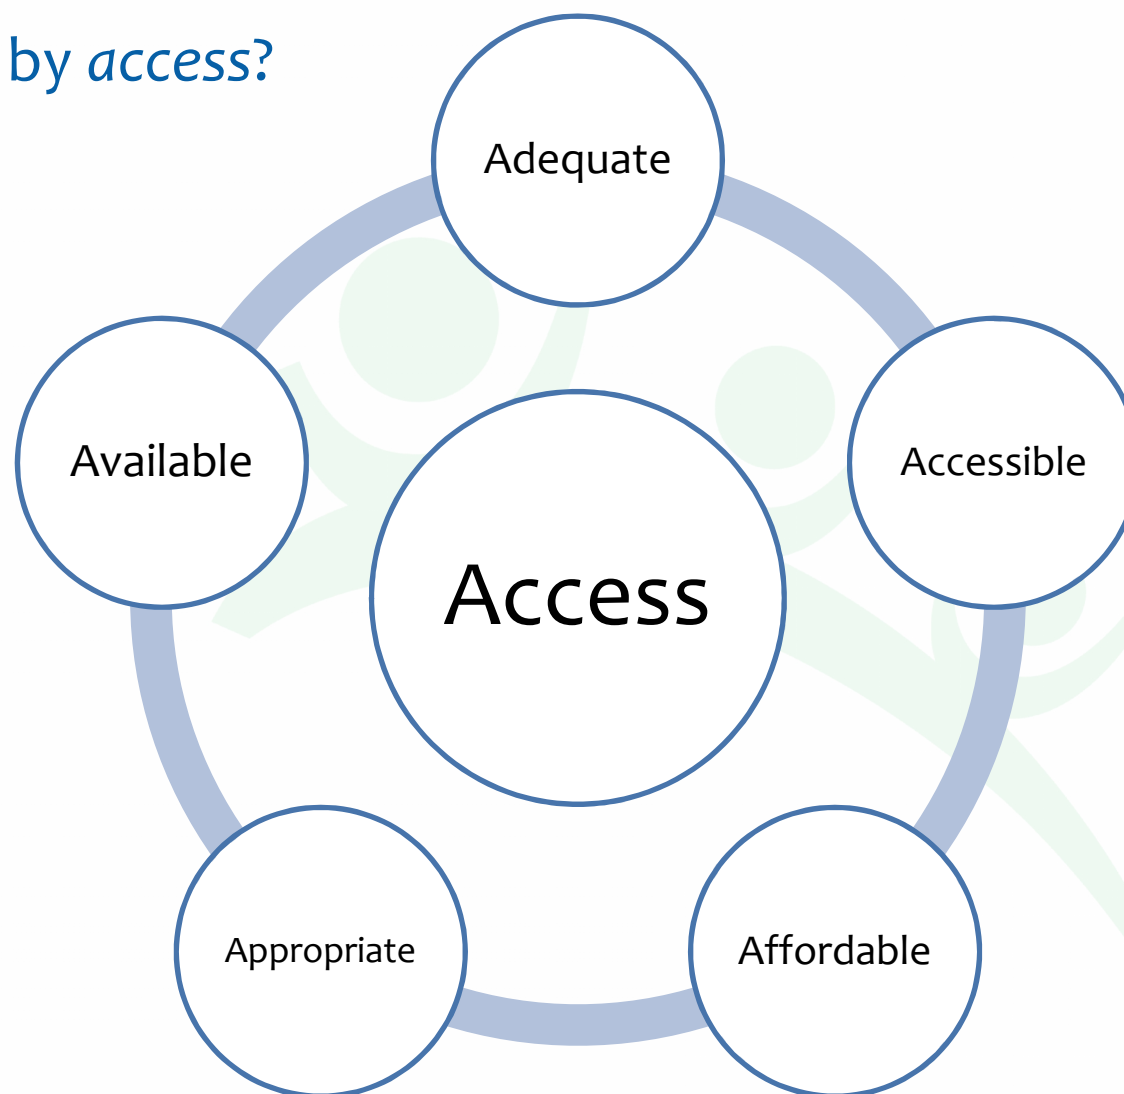 by access?
Adequate
Available
Accessible
Access
Appropriate
Affordable